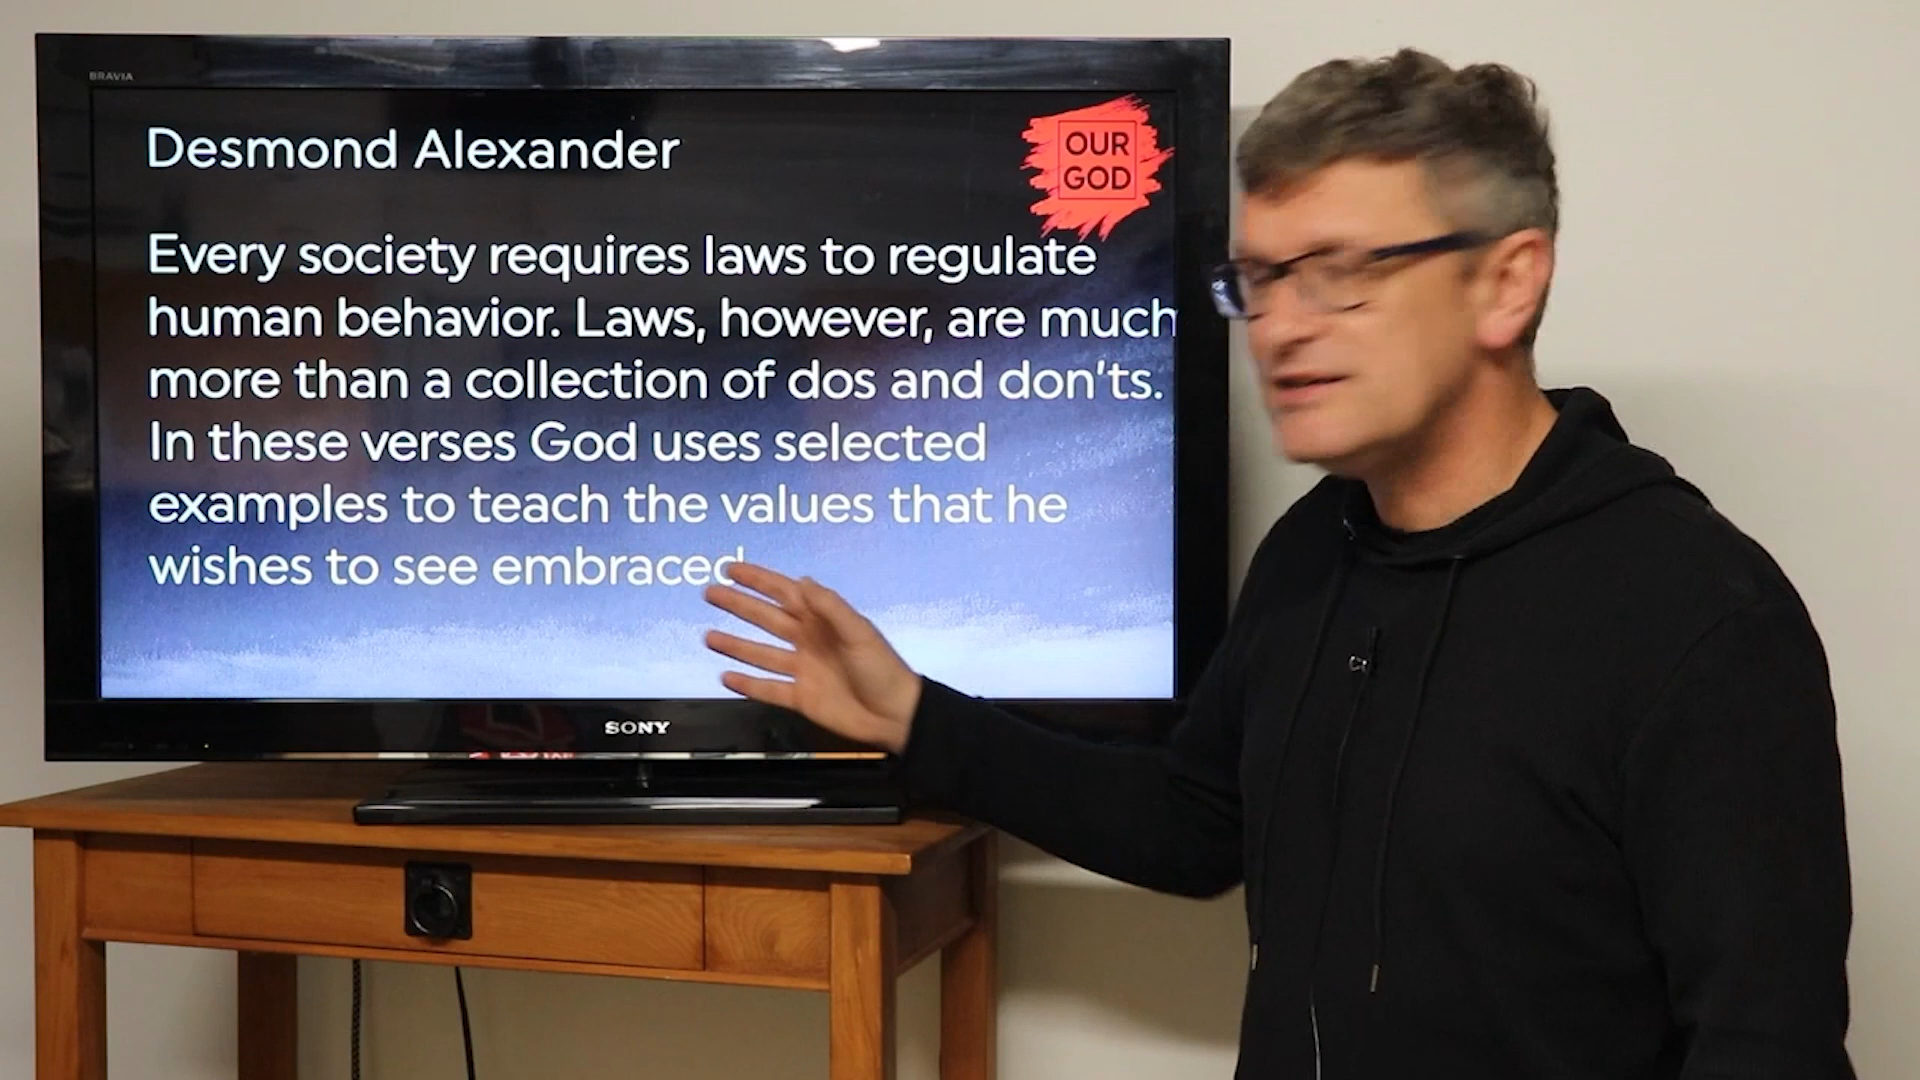 BRAVIA
Desmond Alexander
OUR
GOD
Every society requires laws to regulate
human behavior. Laws, however, are much
more than a collection of dos and don'ts.
In these verses God uses selected
examples to teach the values that he
wishes to see embraced
SONY